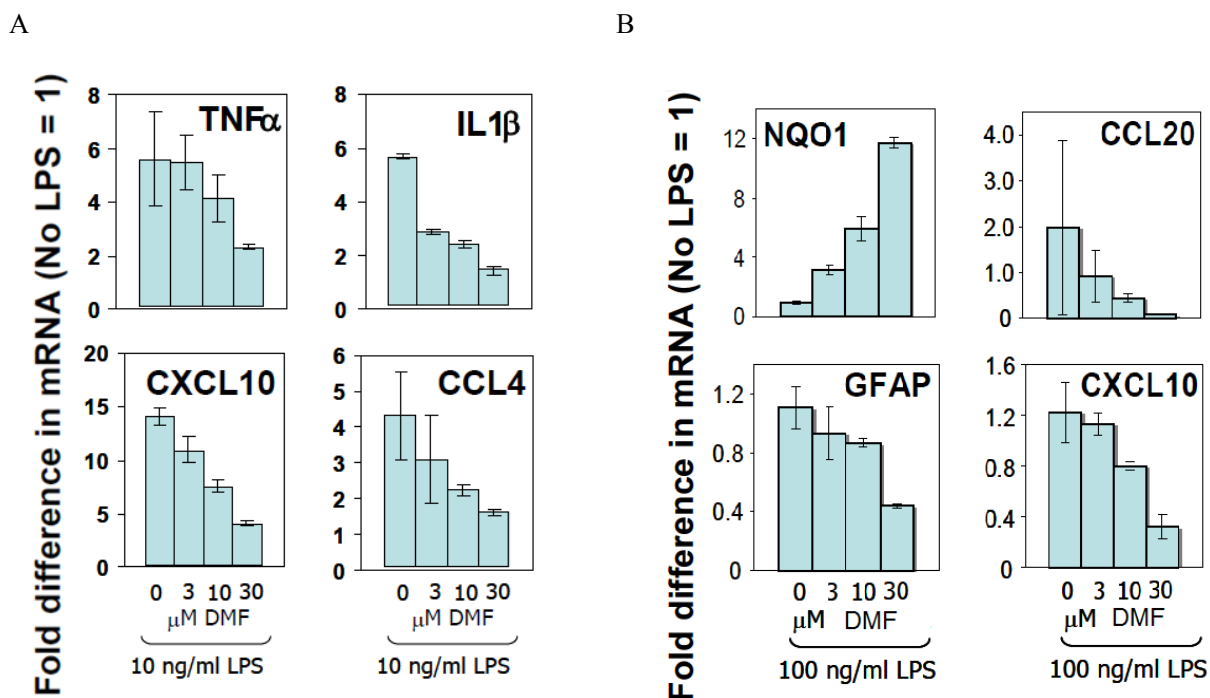 A
B
Fold difference in mRNA (No LPS = 1)
TNFα
8
6
4
2
0
IL1β
8
6
4
2
0
CXCL10
20
15
10
5
0
CCL4
6
5
4
3
2
1
0
0 3 10 30
μM DMF
10 ng/ml LPS
0 3 10 30
μM DMF
10 ng/ml LPS
Fold difference in mRNA (No LPS = 1)
NQO1
12
8
4
0
CCL20
4.0
3.0
2.0
1.0
0.0
GFAP
1.2
0.8
0.4
0
CXCL10
1.6
1.2
0.8
0.4
0
0 3 10 30
μM DMF
100 ng/ml LPS
0 3 10 30
μM DMF
100 ng/ml LPS